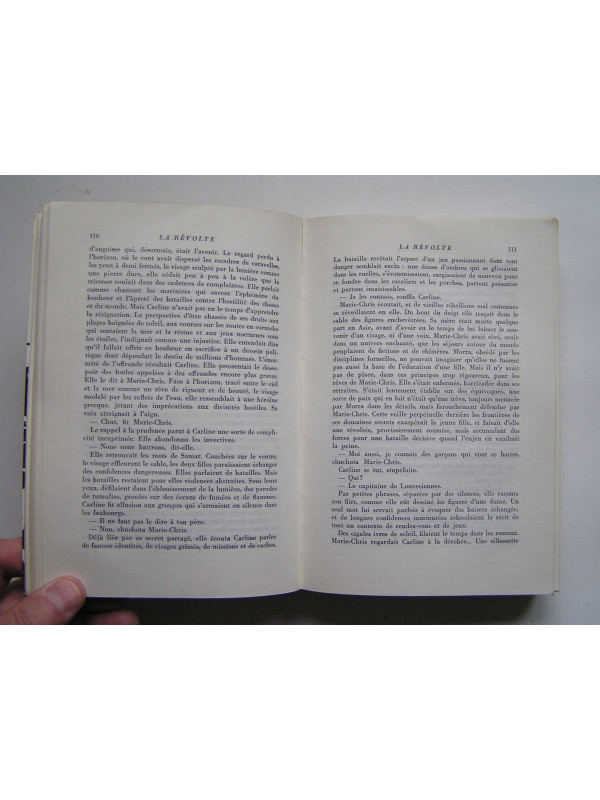 110
LA RÉVOLTE
d'angoisse qui, désormais, était l'avenir. Le regard perdu à
l'horizon, où le vent avait dispersé les escadres de caravelles,
les yeux à demi fermés, le visage sculpté par la lumière comme
une pierre dure, elle cédait peu à peu à la colère que la
tristesse coulait dans des cadences de complaintes. Elle parlait
comme chantent les mariniers qui savent l'éphémère du
bonheur et l'âpreté des batailles contre l'hostilité des choses
et du monde. Mais Carline n'avait pas eu le temps d'apprendre
la résignation. La perspective d'être chassée de ses droits aux
plages baignées de soleil, aux courses sur les routes en corniche
qui sentaient la mer et la résine et aux jeux nocturnes sous
les étoiles, l'indignait comme une injustice. Elle entendait dire
qu'il fallait offrir ce bonheur en sacrifice à un dessein poli-
tique dont dépendait le destin de millions d'hommes. L'éner-
mité de l'offrande révoltait Carline. Elle pressentait le déses-
poir des foules appelées à des offrandes encore plus graves.
Elle le dit à Marie-Chris. Face à l'horizon, tracé entre le ciel
et la mer comme un rêve de rigueur et de beauté, le visage
modelé par les reflets de l'eau, elle ressemblait à une héroïne
grecque, jetant des imprécations aux divinités hostiles. Sa
voix atteignait à l'aigu.
— Chut, fit Marie-Chris.
Le rappel à la prudence parut à Carline une sorte de compli-
cité inexprimée. Elle abandonna les invectives.
— Nous nous battrons, dit-elle.
Elle retrouvait les mots de Samar. Couchées sur le ventre,
le visage effleurant le sable, les deux filles paraissaient échanger
des confidences dangereuses. Elles parlaient de batailles. Mais
les batailles restaient pour elles violences abstraites. Sous leurs
yeux, défilaient dans l'éblouissement de la lumière, des parades
de tumultes, gravées sur des écrans de fumées et de flammes.
Carline fit allusion aux groupes qui s'armaient en silence dans
les faubourgs.
— Il ne faut pas le dire à ton père.
— Non, chuchota Marie-Chris.
Déjà liée par ce secret partagé, elle écouta Carline parler
de fausses identités, de visages grimés, de missions et de caches.
LA RÉVOLTE
111
La bataille revêtait l'aspect d'un jeu passionnant dont tout
danger semblait exclu : une danse d'ombres qui se glissaient
dans les ruelles, s'évanouissaient, surgissaient de nouveau pour
se fondre dans les escaliers et les porches, partout présences
et partout insaisissables.
— Je les connais, souffla Carline.
Marie-Chris écoutait, et de vieilles rébellions mal contenues
se réveillaient en elle. Du bout du doigt elle traçait dans le
sable des figures enchevêtrées. Sa mère était morte quelque
part en Asie, avant d'avoir eu le temps de lui laisser le sou-
venir d'un visage, ni d'une voix. Marie-Chris avait rêvé, seule
dans un univers enchanté, que les séjours autour du monde
peuplaient de fictions et de chimères. Morra, obsédé par les
disciplines formelles, ne pouvait imaginer qu'elles ne fussent
pas aussi la base de l'éducation d'une fille. Mais il n'y avait
pas de place, dans ces principes trop rigoureux, pour les
rêves de Marie-Chris. Elle s'était enfermée, barricadée dans ses
retraites. S'était lentement établie, sur des équivoques, une
sorte de paix qui en fait n'était qu'une trêve, toujours menacée
par Morra dans les détails, mais farouchement défendue par
Marie-Chris. Cette veille perpétuelle derrière les frontières de
ses domaines secrets exaspérait la jeune fille, et faisait d'elle
une révoltée, provisoirement soumise, mais accumulant des
forces pour une bataille décisive quand l'enjeu en vaudrait
la peine.
— Moi aussi, je connais des garçons qui vont se battre,
chuchota Marie-Chris.
Carline se tut, stupéfaite.
— Qui?
— Le capitaine de Louveciennes.
Par petites phrases, séparées par des silences, elle raconta
son flirt, comme elle eût dessiné les figures d'une danse. Un
seul mot lui servait parfois à évoquer des baisers échangés;
et de longues confidences murmurées refondaient le récit de
tout un contexte de rendez-vous et de jeux.
Des cigales ivres de soleil, filaient le temps dans les roseaux.
Marie-Chris regardait Carline à la dérobée... Une silhouette